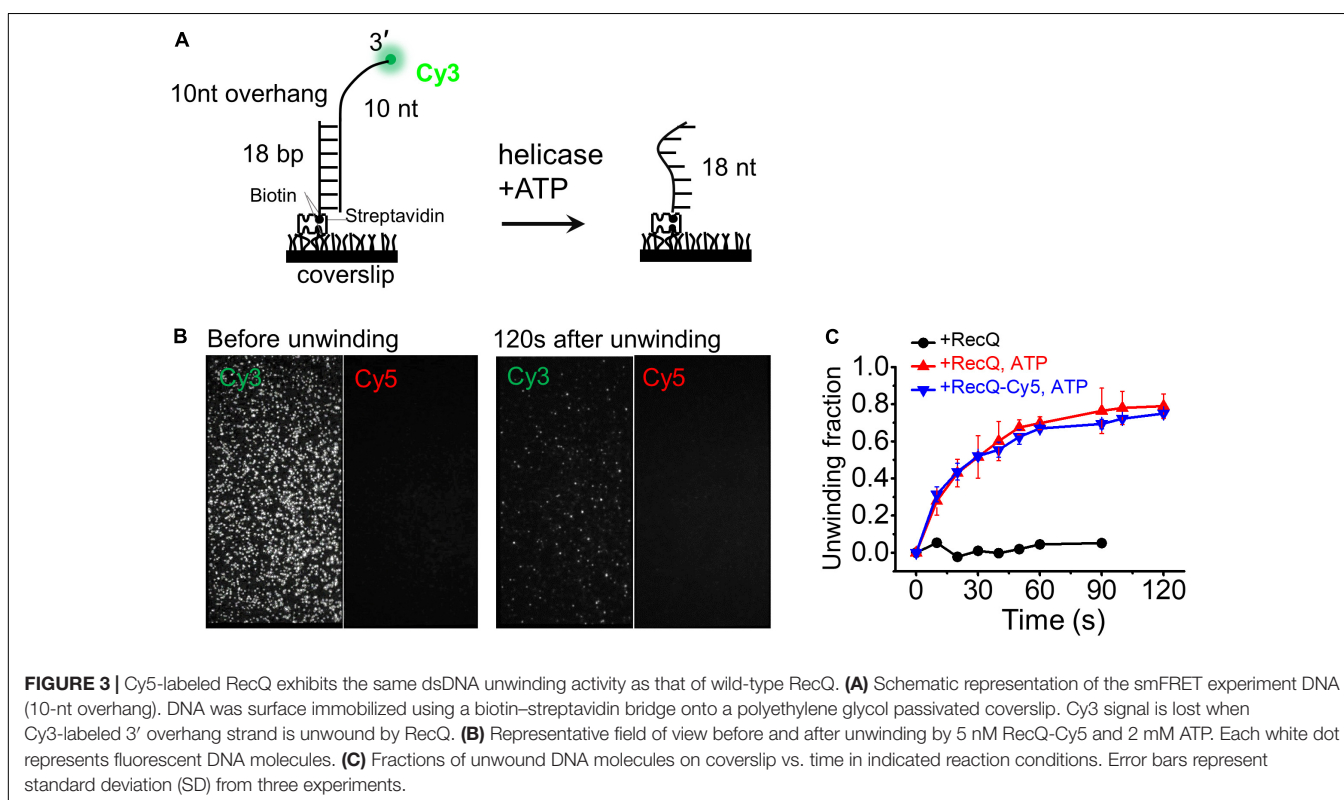 A
3′
Cy3
10nt overhang
10 nt
18 bp
Biotin
Streptavidin
coverslip
helicase
+ATP
18 nt
B Before unwinding
120s after unwinding
Cy3
Cy5
Cy3
Cy5
C
+RecQ
+RecQ, ATP
+RecQ-Cy5, ATP
Unwinding fraction
1.0
0.8
0.6
0.4
0.2
0.0
0 30 60 90 120
Time (s)
FIGURE 3 | Cy5-labeled RecQ exhibits the same dsDNA unwinding activity as that of wild-type RecQ. (A) Schematic representation of the smFRET experiment DNA
(10-nt overhang). DNA was surface immobilized using a biotin–streptavidin bridge onto a polyethylene glycol passivated coverslip. Cy3 signal is lost when
Cy3-labeled 3′ overhang strand is unwound by RecQ. (B) Representative field of view before and after unwinding by 5 nM RecQ-Cy5 and 2 mM ATP. Each white dot
represents fluorescent DNA molecules. (C) Fractions of unwound DNA molecules on coverslip vs. time in indicated reaction conditions. Error bars represent
standard deviation (SD) from three experiments.